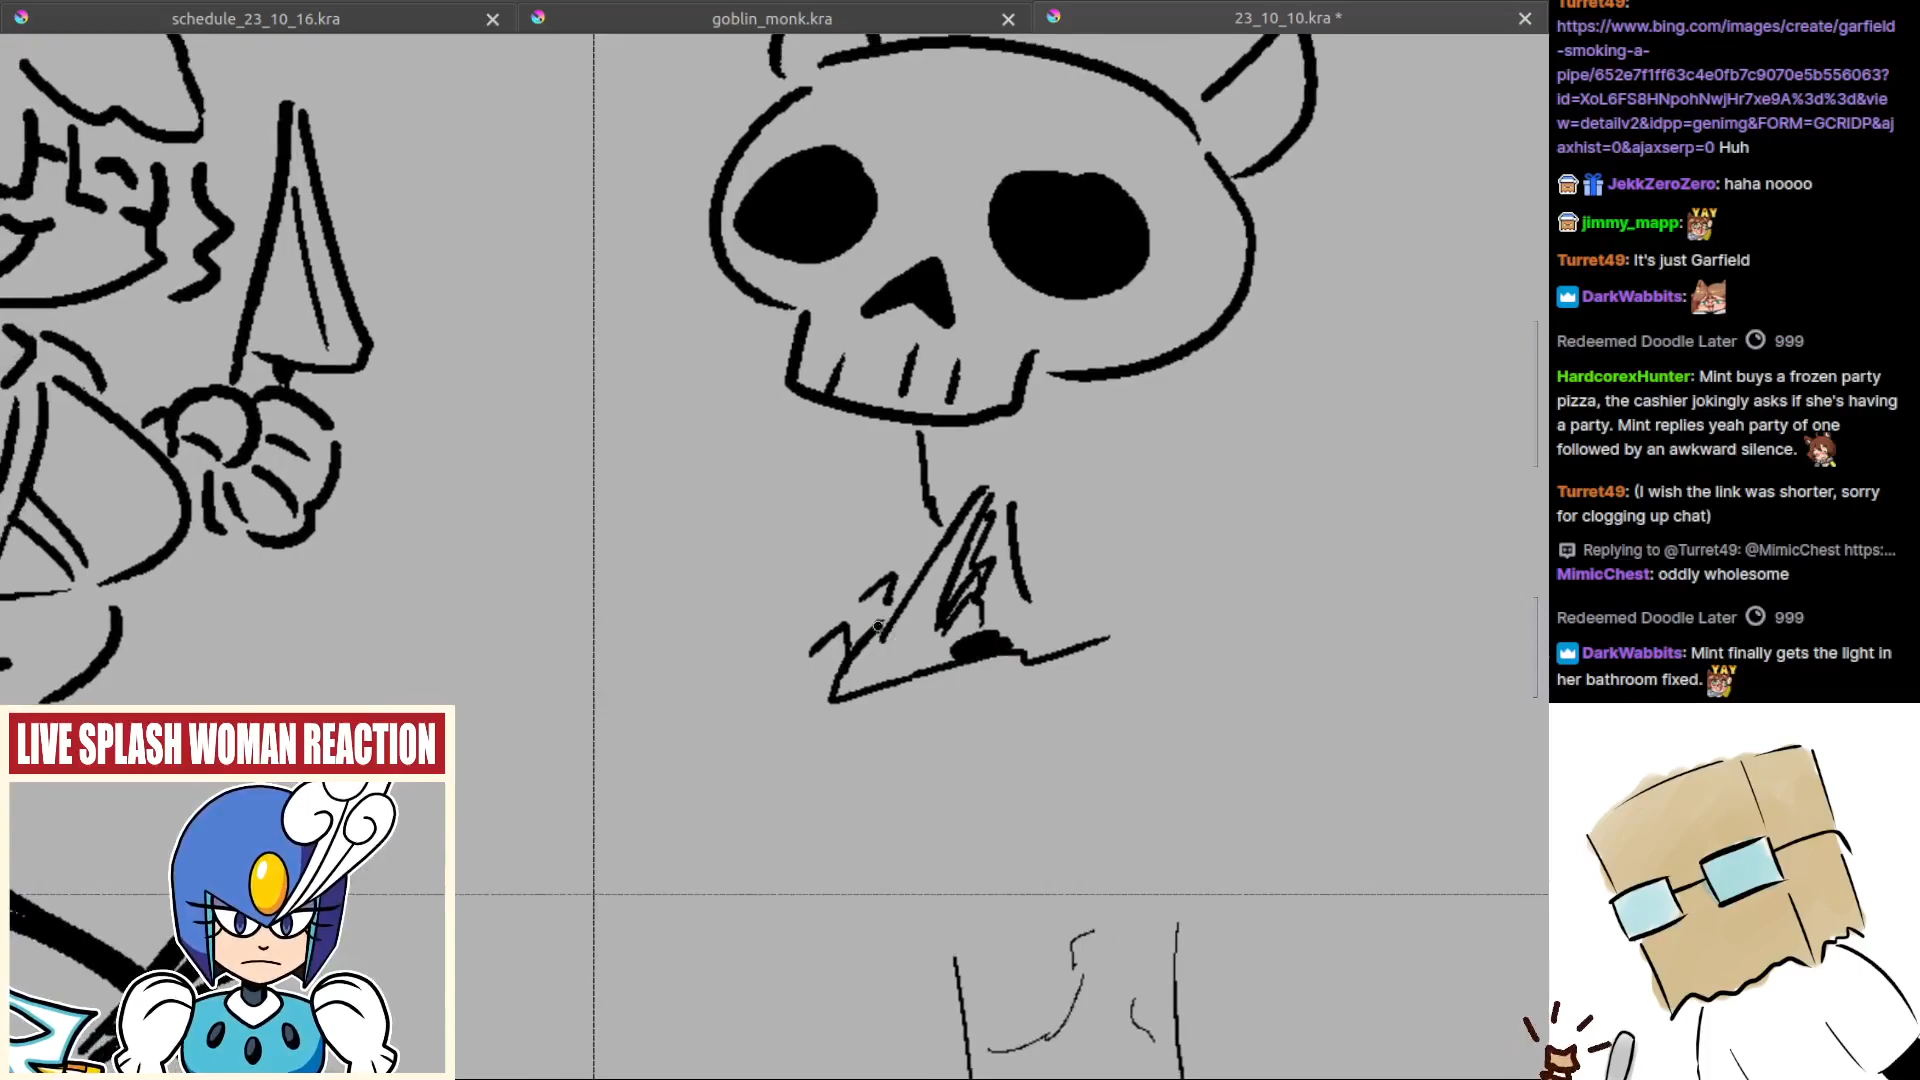 schedule_23_10_16.kra
goblin_monk.kra
23_10_10.kra *
Turret49:
https://www.bing.com/images/create/garfield
-smoking-a-
pipe/652e7f1ff63c4e0fb7c9070e5b556063?
id=XoL6FS8HNpohNwjHr7xe9A%3d%3d&vie
w=detailv2&idpp=genimg&FORM=GCRIDP&aj
axhist=0&ajaxserp=0 Huh
JekkZeroZero: haha noooo
jimmy_mapp: YAY
Turret49: It's just Garfield
DarkWabbits:
Redeemed Doodle Later 999
HardcorexHunter: Mint buys a frozen party
pizza, the cashier jokingly asks if she's having
a party. Mint replies yeah party of one
followed by an awkward silence.
Turret49: (I wish the link was shorter, sorry
for clogging up chat)
Replying to @Turret49: @MimicChest https:...
MimicChest: oddly wholesome
Redeemed Doodle Later 999
DarkWabbits: Mint finally gets the light in
her bathroom fixed. YAY
LIVE SPLASH WOMAN REACTION